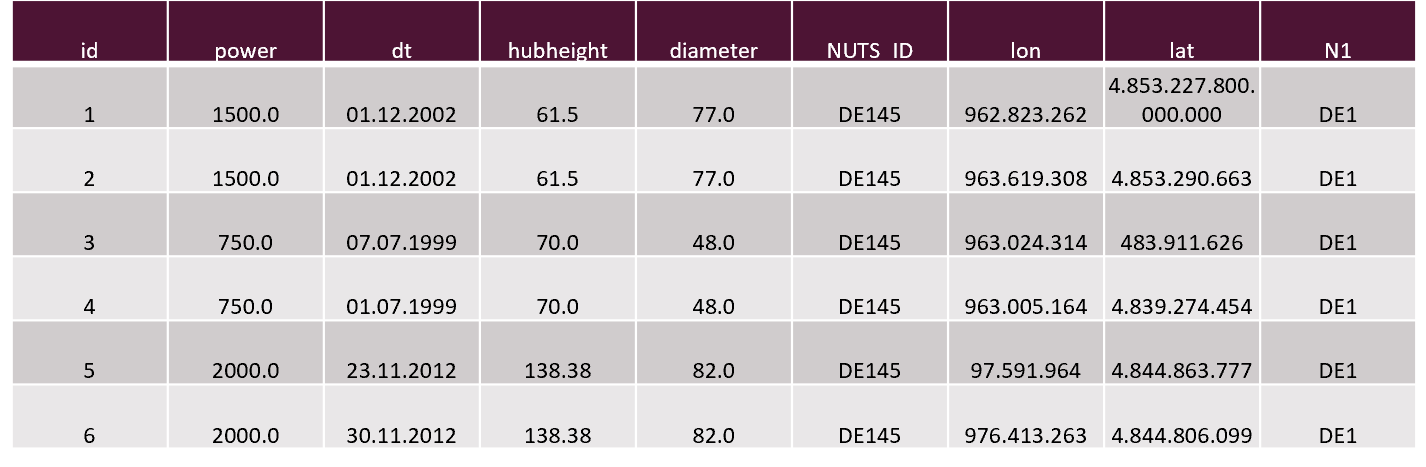 id power dt hubheight diameter NUTS_ID lon lat N1
1 1500.0 01.12.2002 61.5 77.0 DE145 962.823.262 4.853.227.800.000.000 DE1
2 1500.0 01.12.2002 61.5 77.0 DE145 963.619.308 4.853.290.663 DE1
3 750.0 07.07.1999 70.0 48.0 DE145 963.024.314 483.911.626 DE1
4 750.0 01.07.1999 70.0 48.0 DE145 963.005.164 4.839.274.454 DE1
5 2000.0 23.11.2012 138.38 82.0 DE145 97.591.964 4.844.863.777 DE1
6 2000.0 30.11.2012 138.38 82.0 DE145 976.413.263 4.844.806.099 DE1